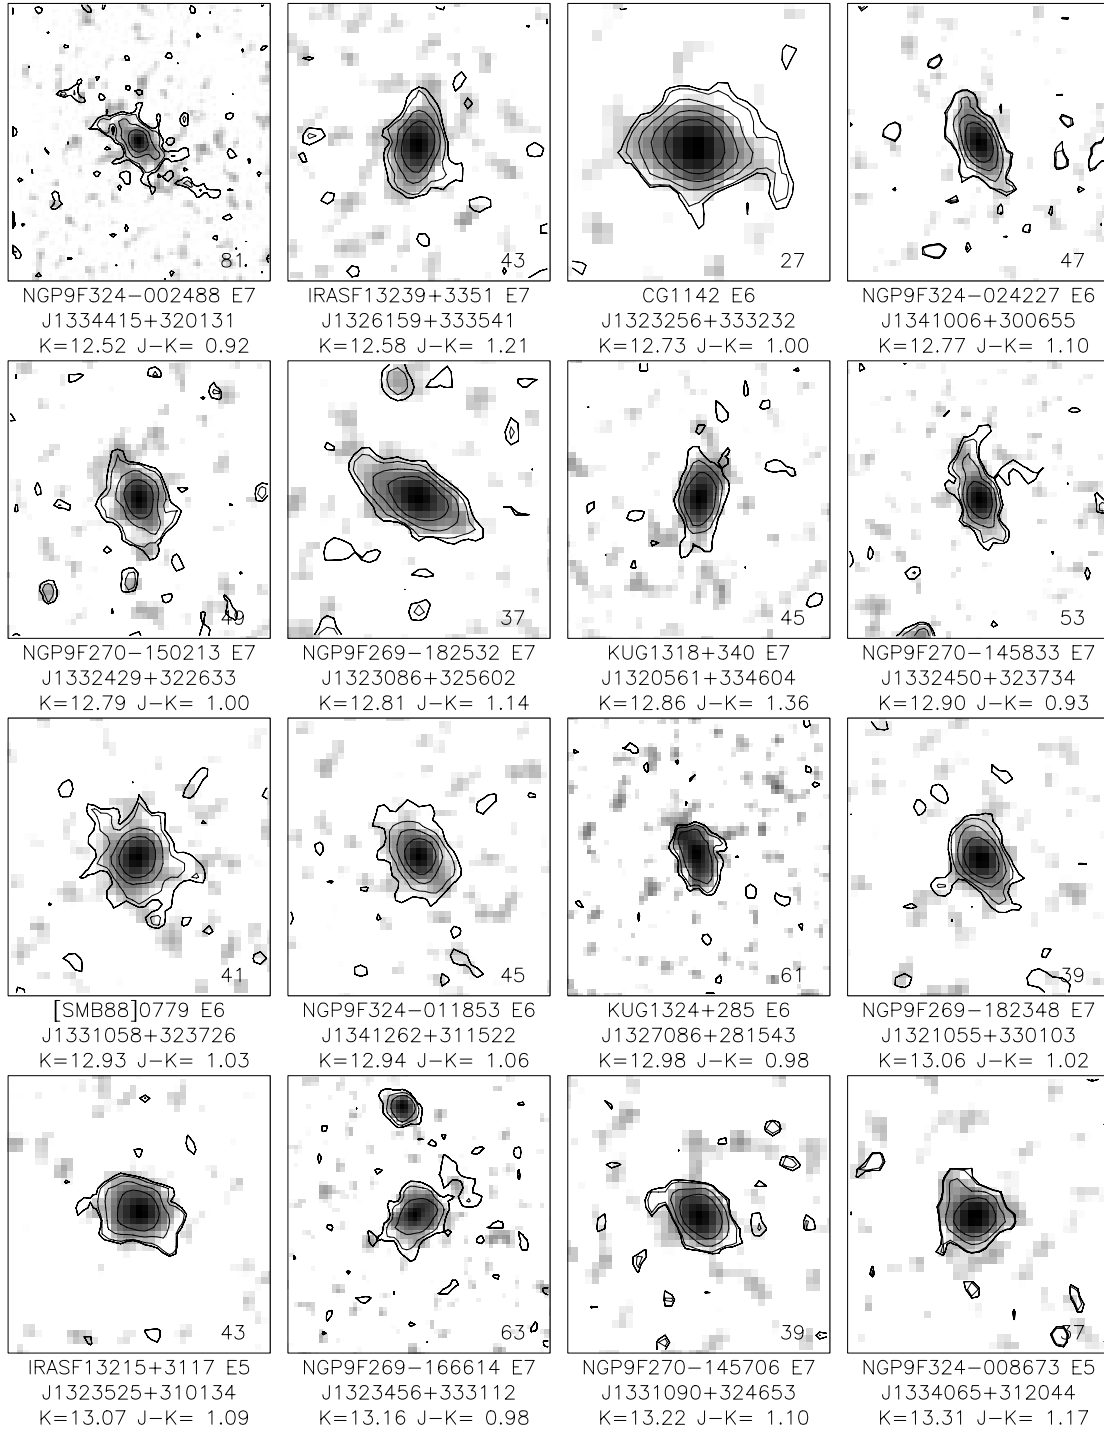 81
43
27
47
NGP9F324-002488 E7
J1334415+320131
K=12.52 J-K= 0.92
IRASF13239+3351 E7
J1326159+333541
K=12.58 J-K= 1.21
CG1142 E6
J1323256+333232
K=12.73 J-K= 1.00
NGP9F324-024227 E6
J1341006+300655
K=12.77 J-K= 1.10
49
37
45
53
NGP9F270-150213 E7
J1332429+322633
K=12.79 J-K= 1.00
NGP9F269-182532 E7
J1323086+325602
K=12.81 J-K= 1.14
KUG1318+340 E7
J1320561+334604
K=12.86 J-K= 1.36
NGP9F270-145833 E7
J1332450+323734
K=12.90 J-K= 0.93
41
45
61
39
[SMB88]0779 E6
J1331058+323726
K=12.93 J-K= 1.03
NGP9F324-011853 E6
J1341262+311522
K=12.94 J-K= 1.06
KUG1324+285 E6
J1327086+281543
K=12.98 J-K= 0.98
NGP9F269-182348 E7
J1321055+330103
K=13.06 J-K= 1.02
43
63
39
37
IRASF13215+3117 E5
J1323525+310134
K=13.07 J-K= 1.09
NGP9F269-166614 E7
J1323456+333112
K=13.16 J-K= 0.98
NGP9F270-145706 E7
J1331090+324653
K=13.22 J-K= 1.10
NGP9F324-008673 E5
J1334065+312044
K=13.31 J-K= 1.17